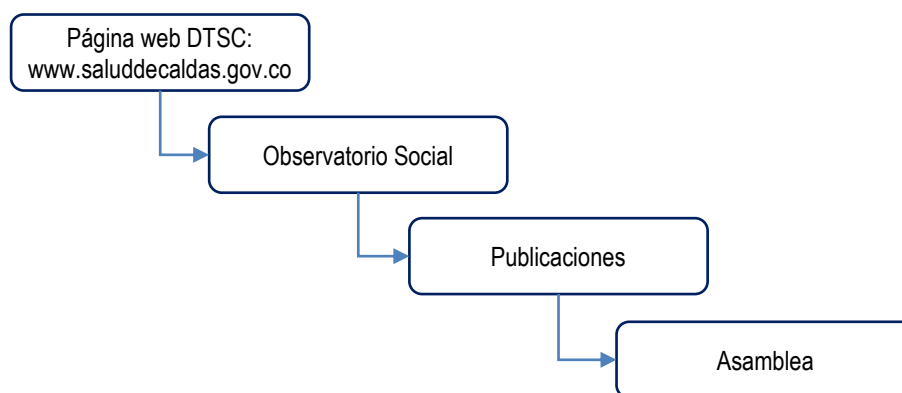 Página web DTSC:
www.saluddecaldas.gov.co
Observatorio Social
Publicaciones
Asamblea